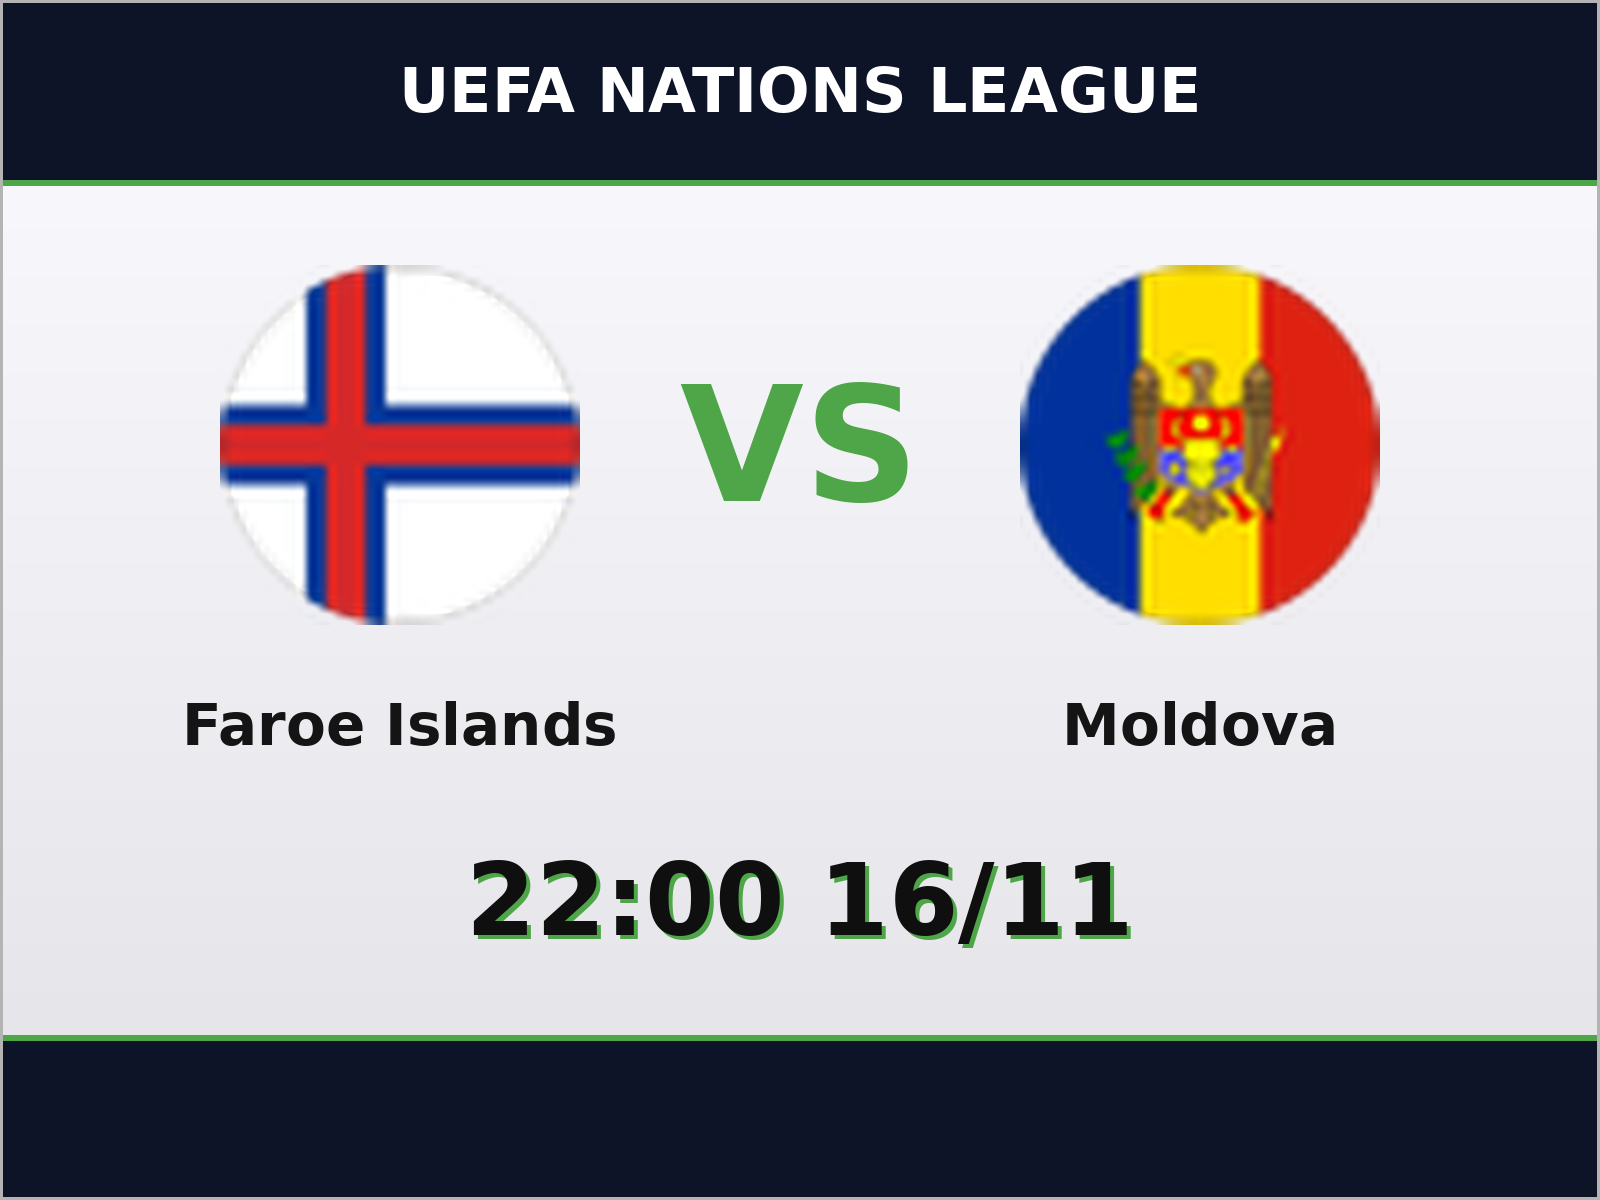 UEFA NATIONS LEAGUE
VS
Faroe Islands
Moldova
22:00 16/11